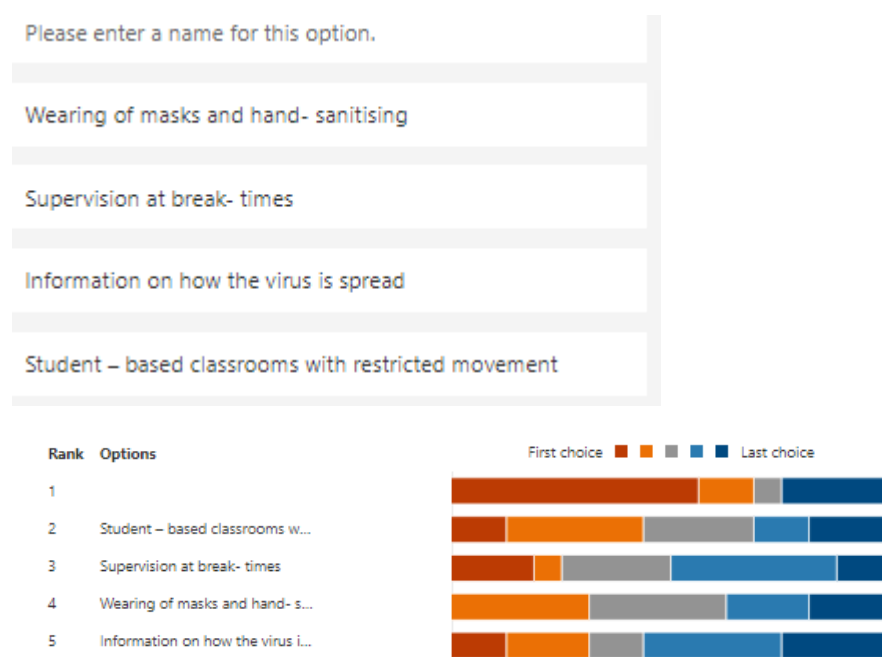 Please enter a name for this option.
Wearing of masks and hand- sanitising
Supervision at break- times
Information on how the virus is spread
Student – based classrooms with restricted movement
Rank Options First choice Last choice
1
2 Student – based classrooms w...
3 Supervision at break- times
4 Wearing of masks and hand- s...
5 Information on how the virus i...